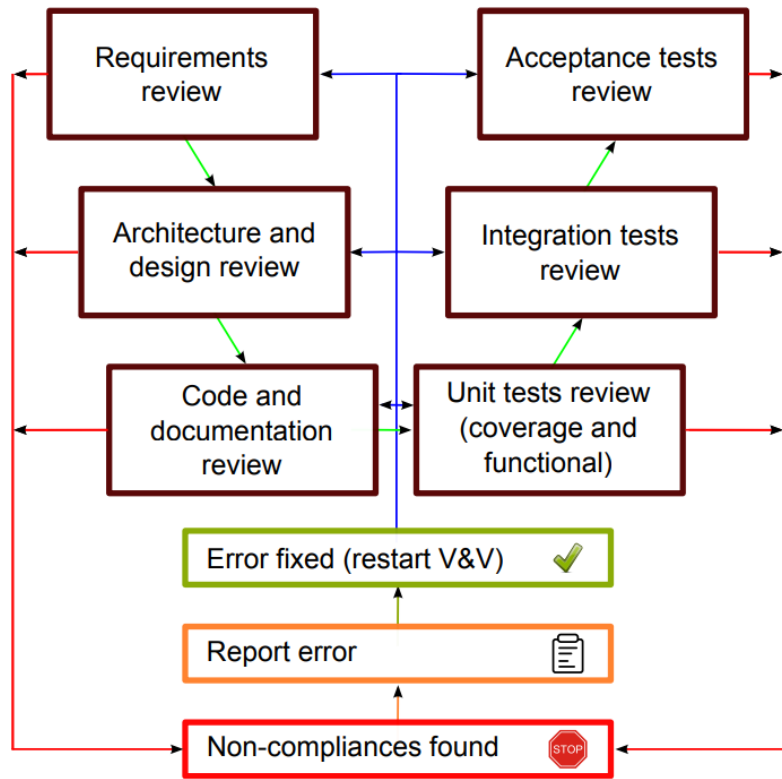 Requirements
review
Acceptance tests
review
Architecture and
design review
Integration tests
review
Code and
documentation
review
Unit tests review
(coverage and
functional)
Error fixed (restart V&V)
Report error
Non-compliances found
STOP